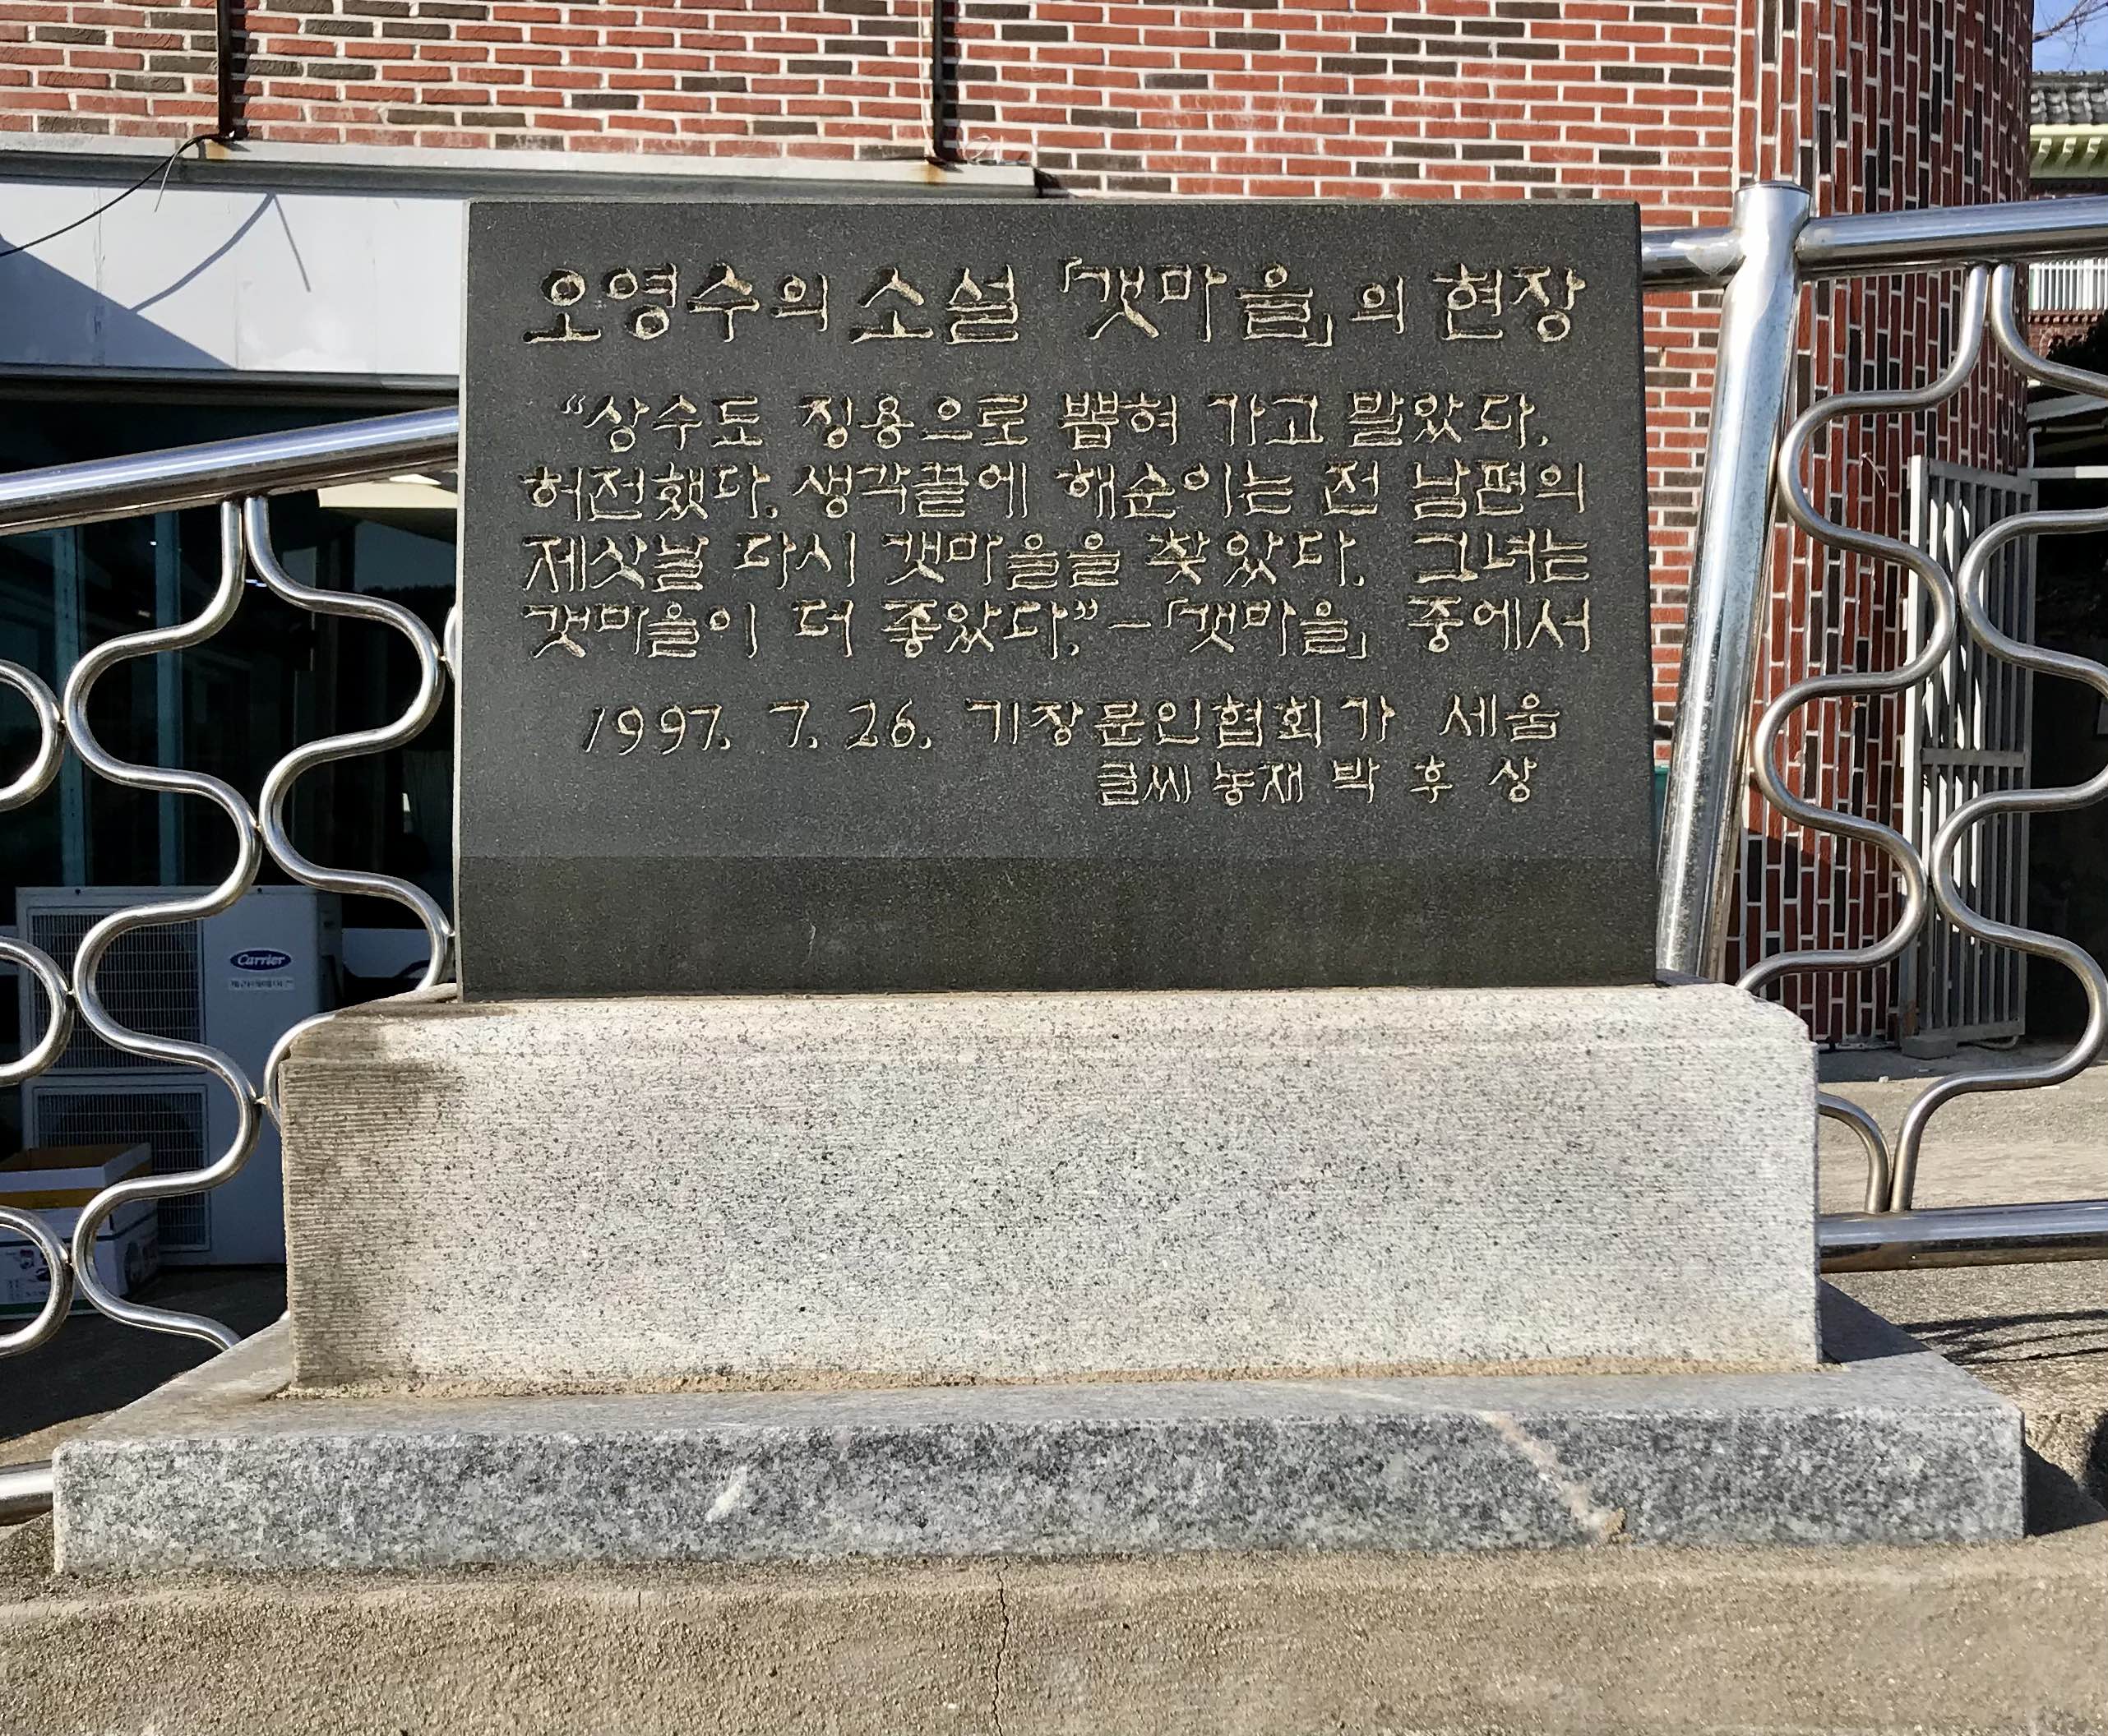 오영수의 소설 「갯마을」의 현장
“상수도 징용으로 뽑혀 가고 말았다.
허전했다. 생각끝에 해순이는 전 남편의
제삿날 다시 갯마을을 찾았다. 그녀는
갯마을이 더 좋았다.”-「갯마을」 중에서
1997. 7. 26. 기장문인협회가 세움
글씨 농재 박 후 상
Carrier